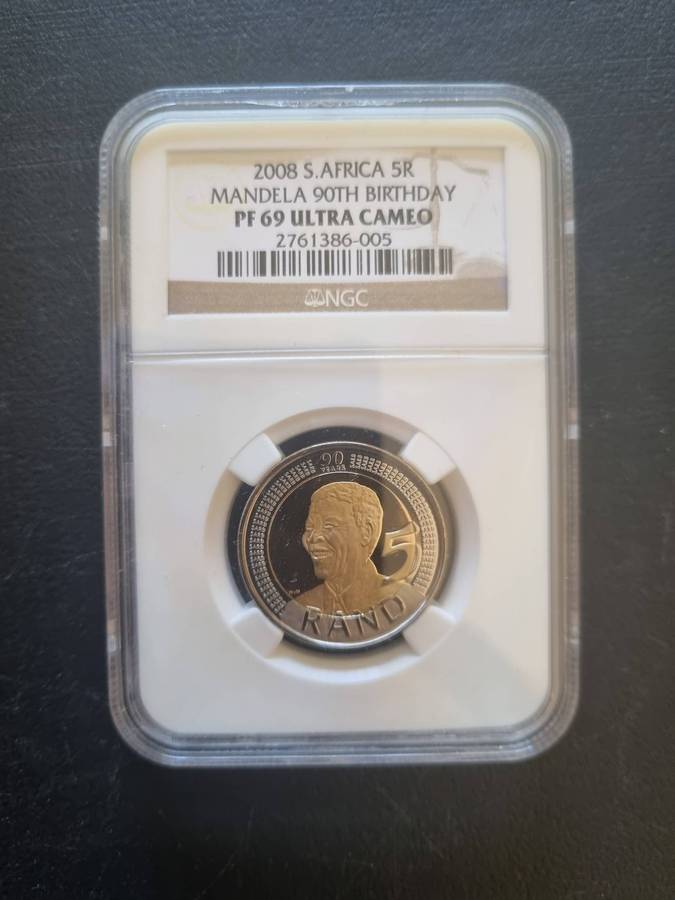 2008 S.AFRICA 5R
MANDELA 90TH BIRTHDAY
PF 69 ULTRA CAMEO
2761386-005
NGC
90
YEARS
5
RAND